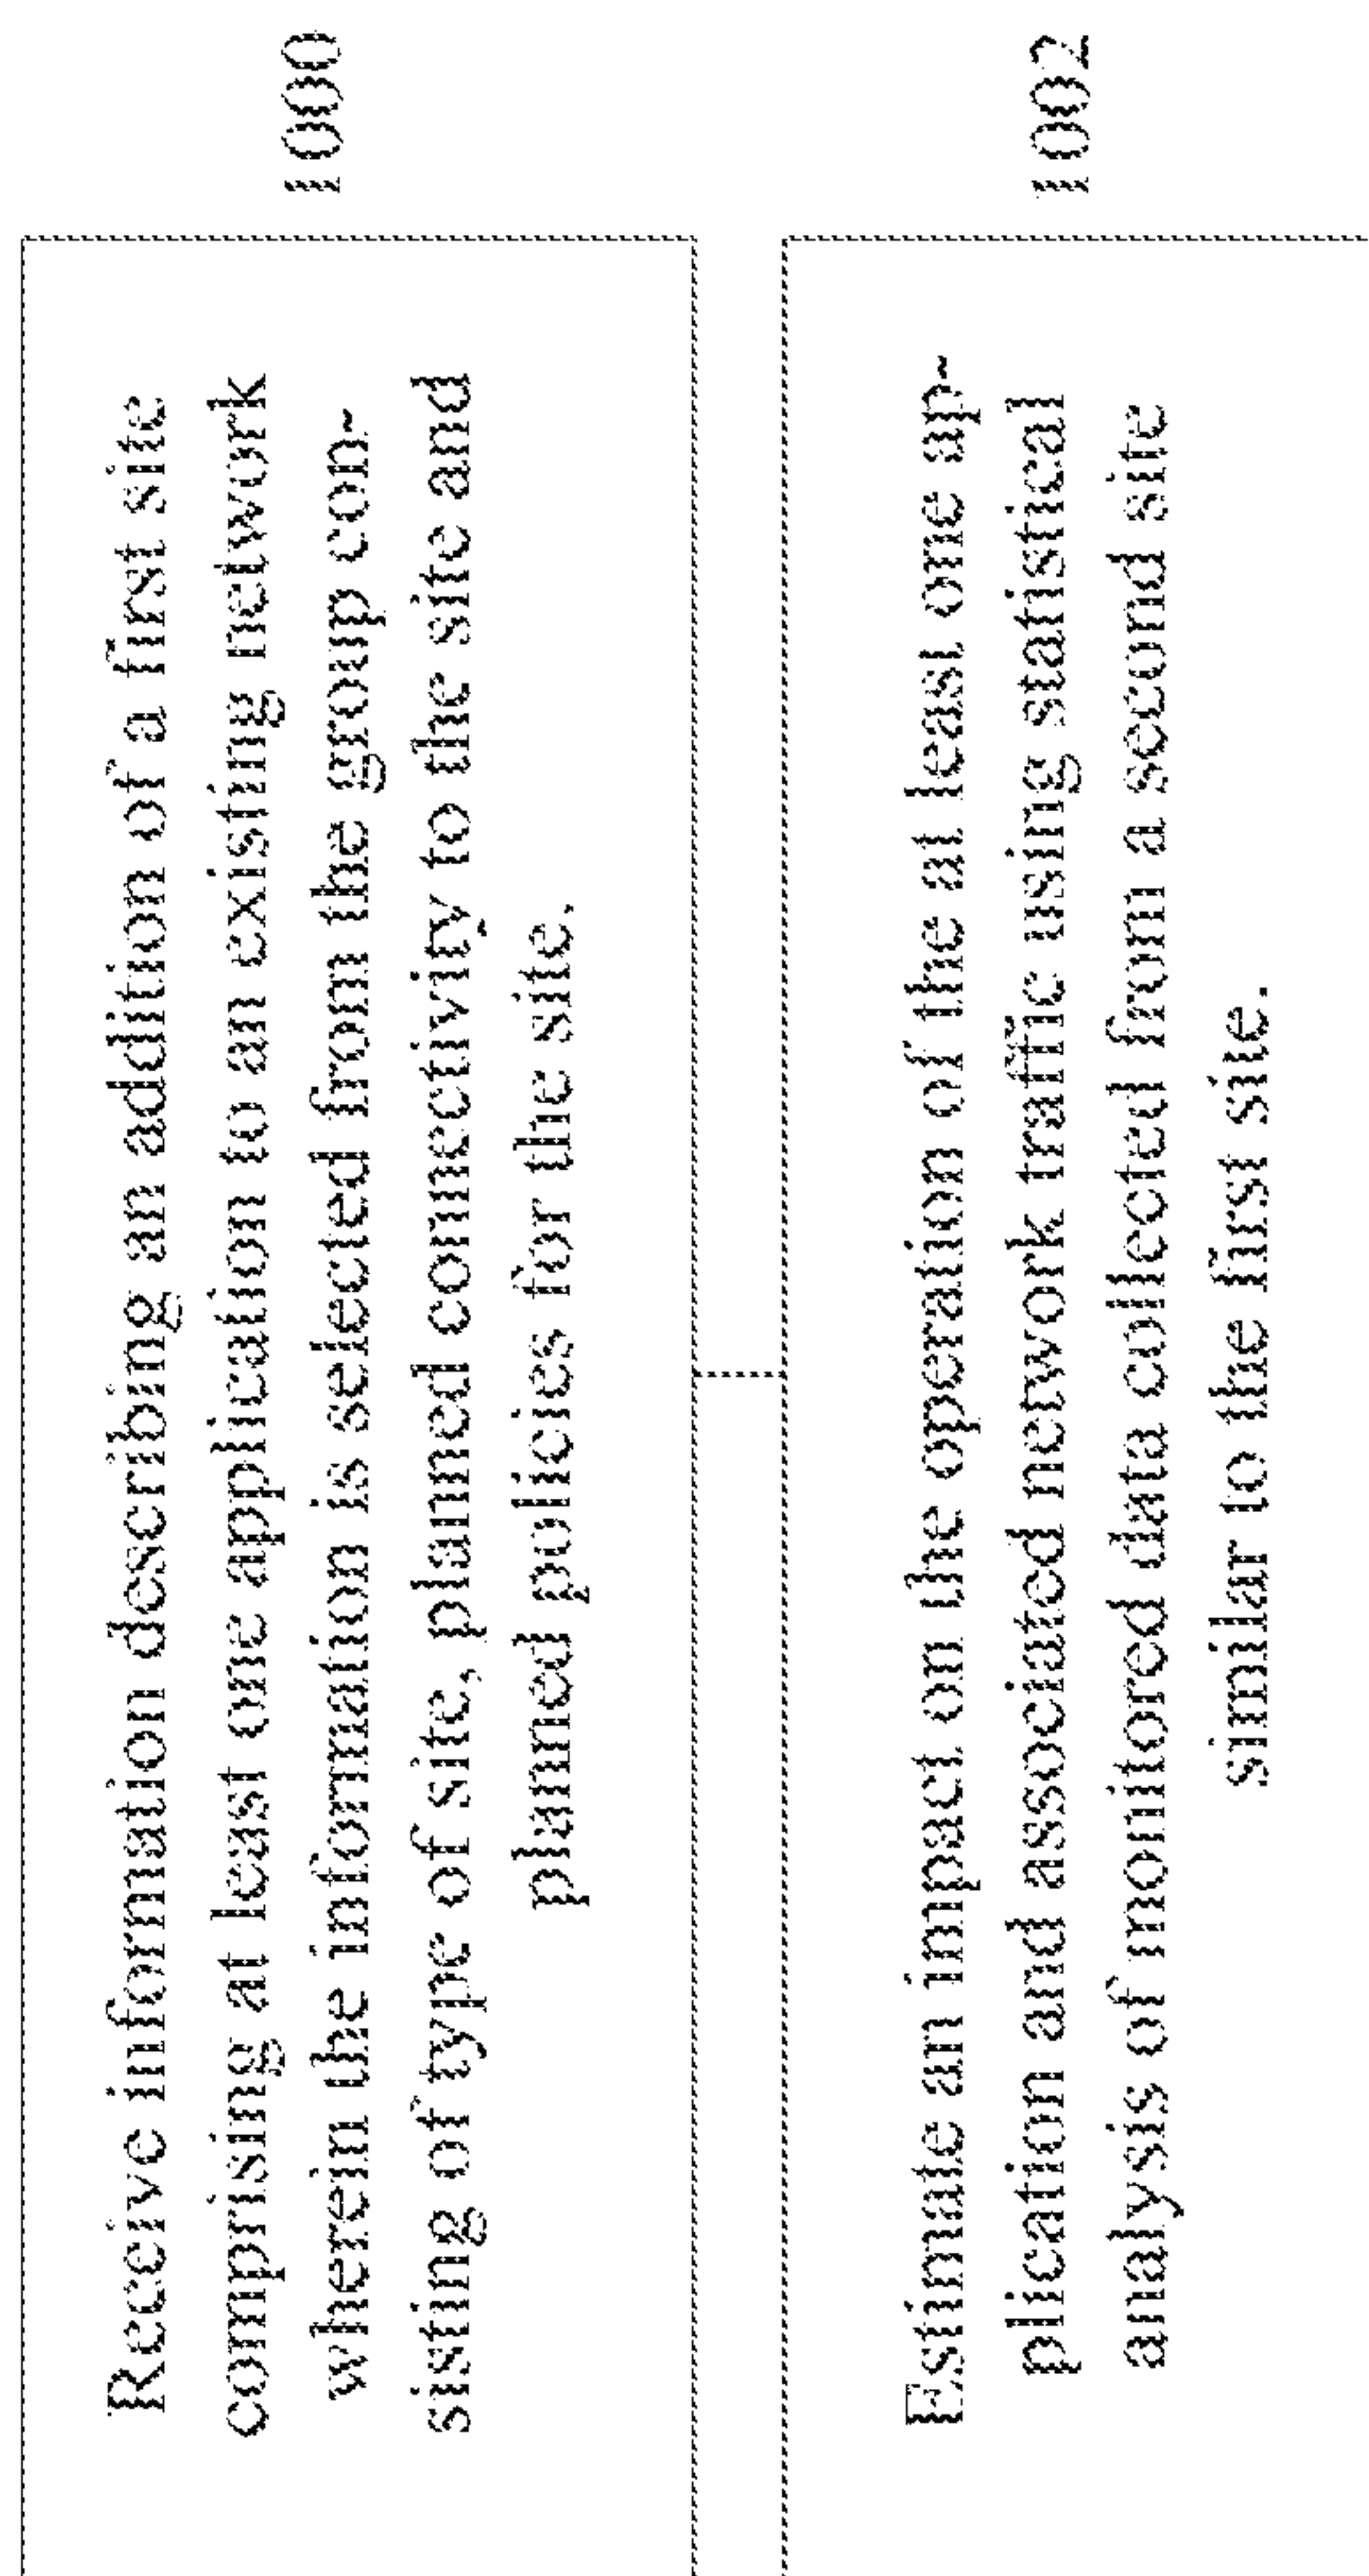 Receive information describing an addition of a first site
comprising at least one application to an existing network
wherein the information is selected from the group con-
sisting of type of site, planned connectivity to the site and
planned policies for the site.
1000
Estimate an impact on the operation of the at least one ap-
plication and associated network traffic using statistical
analysis of monitored data collected from a second site
similar to the first site.
1002